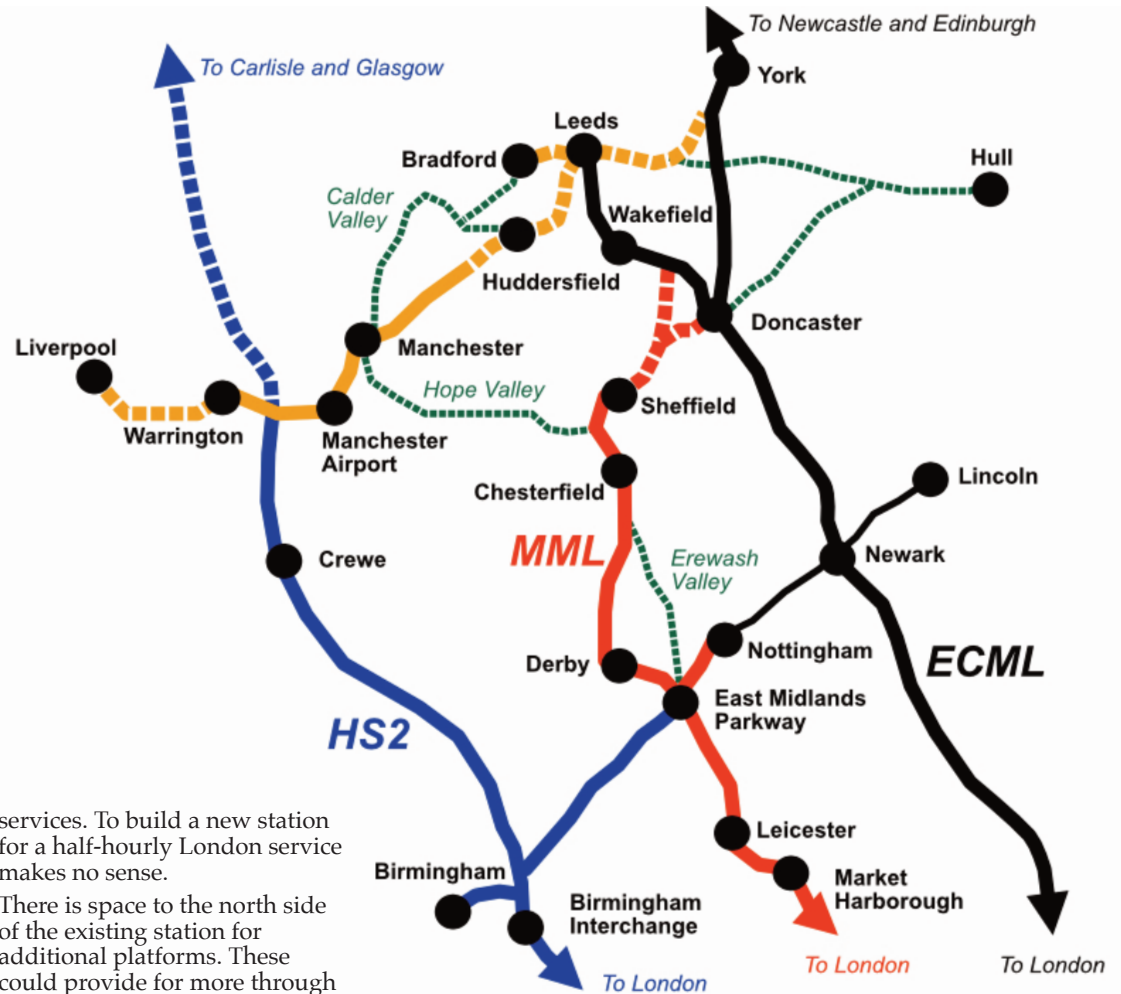 To Newcastle and Edinburgh
To Carlisle and Glasgow
York
Leeds
Bradford
Hull
Calder
Valley
Wakefield
Huddersfield
Doncaster
Liverpool
Manchester
Hope Valley
Sheffield
Warrington
Manchester
Airport
Lincoln
Chesterfield
MML
Erewash
Valley
Newark
Crewe
Nottingham
ECML
Derby
East Midlands
Parkway
HS2
services. To build a new station
for a half-hourly London service
makes no sense.
There is space to the north side
of the existing station for
additional platforms. These
could provide for more through
Leicester
Birmingham
Market
Harborough
Birmingham
Interchange
To London
To London
To London